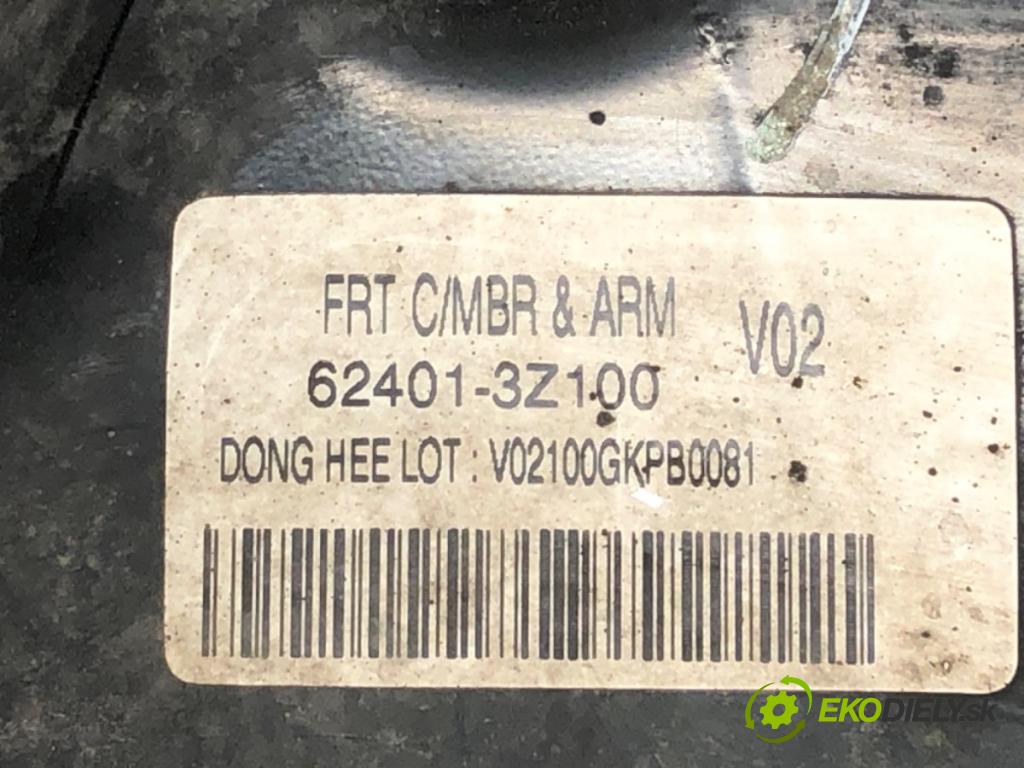 FRT C/MBR & ARM V02
62401-3Z100
DONG HEE LOT : V02100GKPB0081
EKODIELY.sk